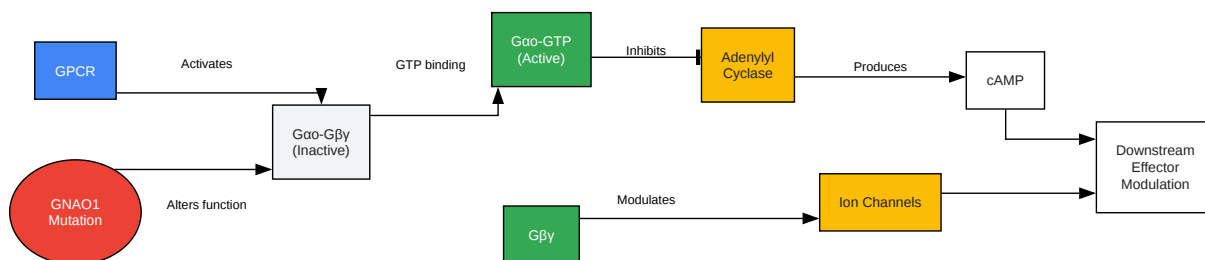 GPCR
Activates
GTP binding
Gαo-GTP
(Active)
Inhibits
Adenylyl
Cyclase
Produces
cAMP
Gαo-Gβγ
(Inactive)
GNAO1
Mutation
Alters function
Gβγ
Modulates
Ion Channels
Downstream
Effector
Modulation